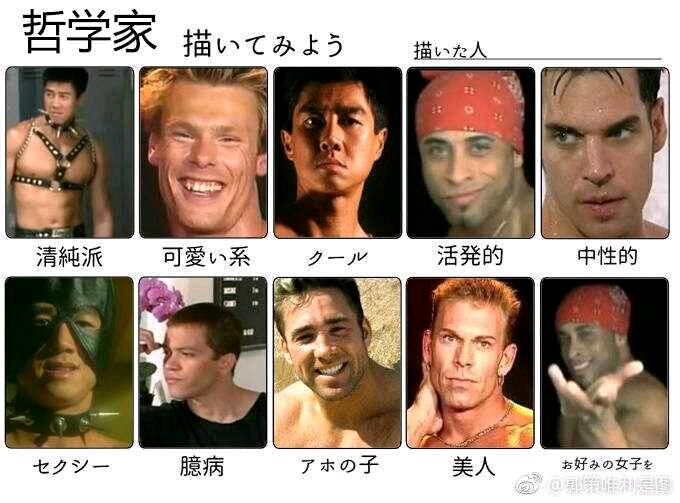 哲学家 描いてみよう 描いた人
清純派 可愛い系 クール 活発的 中性的
セクシー 臆病 アホの子 美人 お好みの女子を